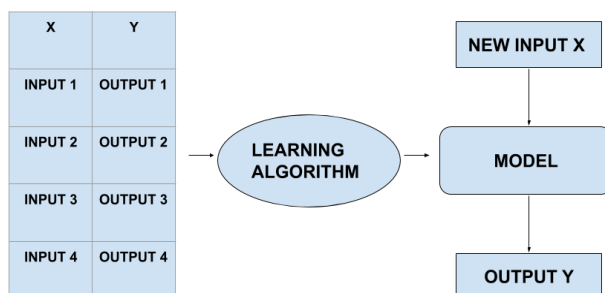 X Y
INPUT 1 OUTPUT 1
INPUT 2 OUTPUT 2
INPUT 3 OUTPUT 3
INPUT 4 OUTPUT 4
LEARNING
ALGORITHM
NEW INPUT X
MODEL
OUTPUT Y